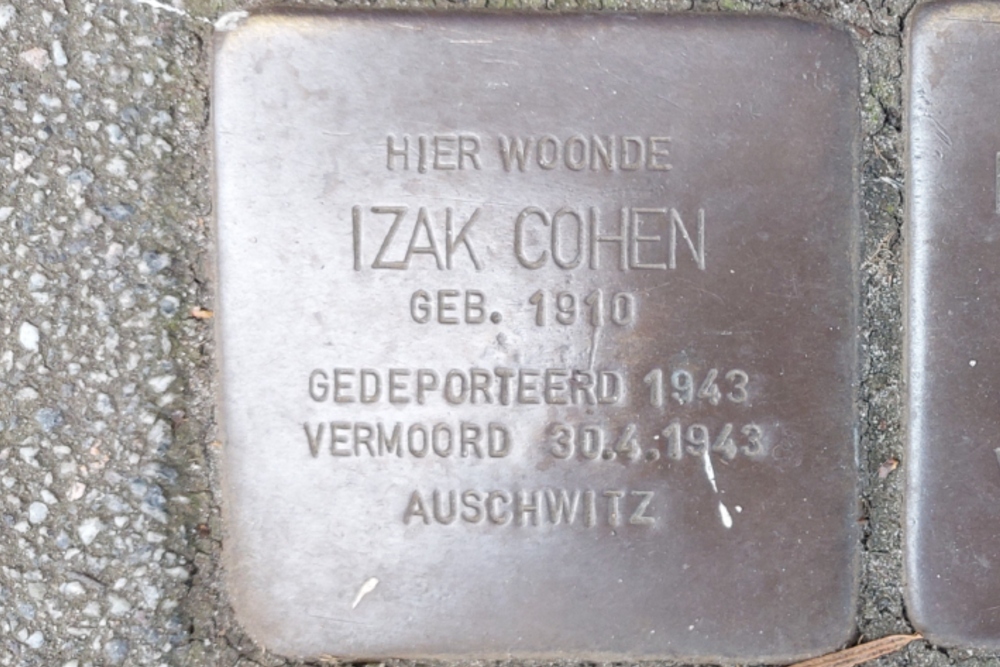 HIER WOONDE
IZAK COHEN
GEB. 1910
GEDEPORTEERD 1943
VERMOORD 30.4.1943
AUSCHWITZ